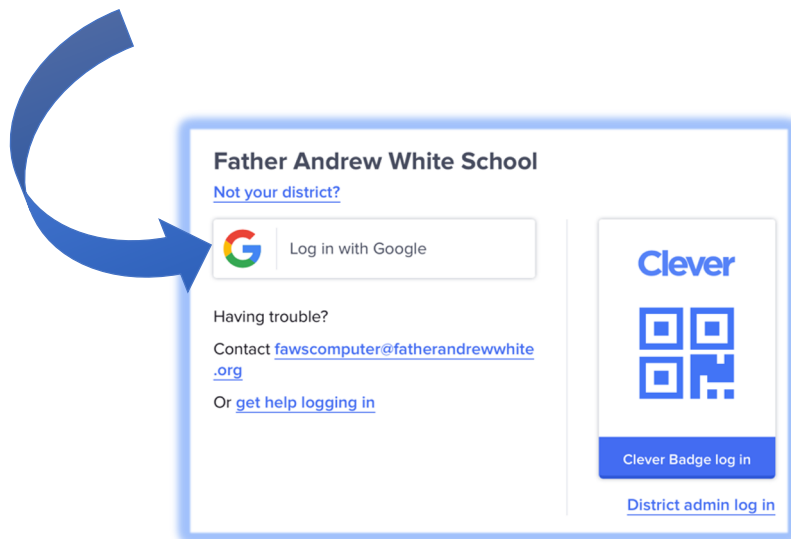 Father Andrew White School
Not your district?
Log in with Google
Having trouble?
Contact fawscomputer@fatherandrewwhite
.org
Or get help logging in
Clever
Clever Badge log in
District admin log in